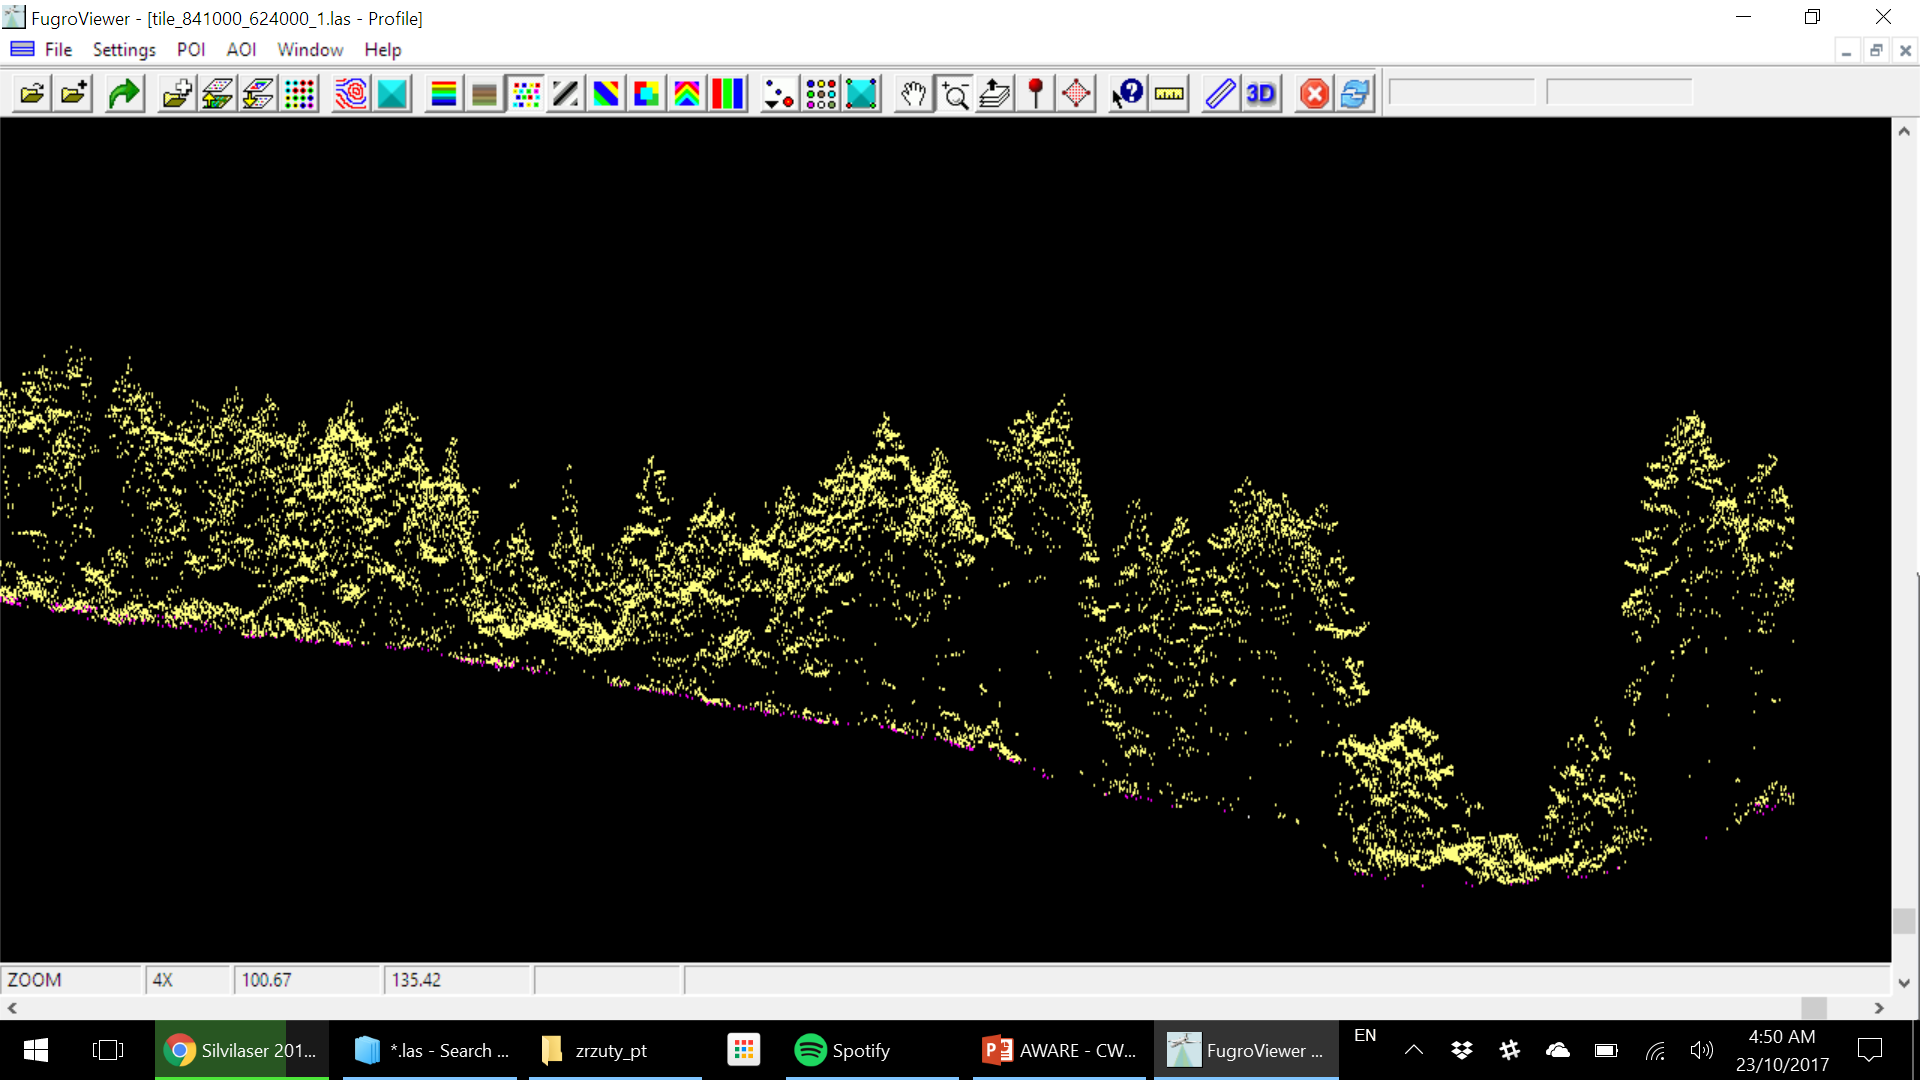 FugroViewer - [tile_841000_624000_1.las - Profile]
File Settings POI AOI Window Help
3D
ZOOM 4X 100.67 135.42
Silvilaser 201... *.las - Search ... zrzuty_pt Spotify AWARE - CW... FugroViewer ... EN 4:50 AM
23/10/2017